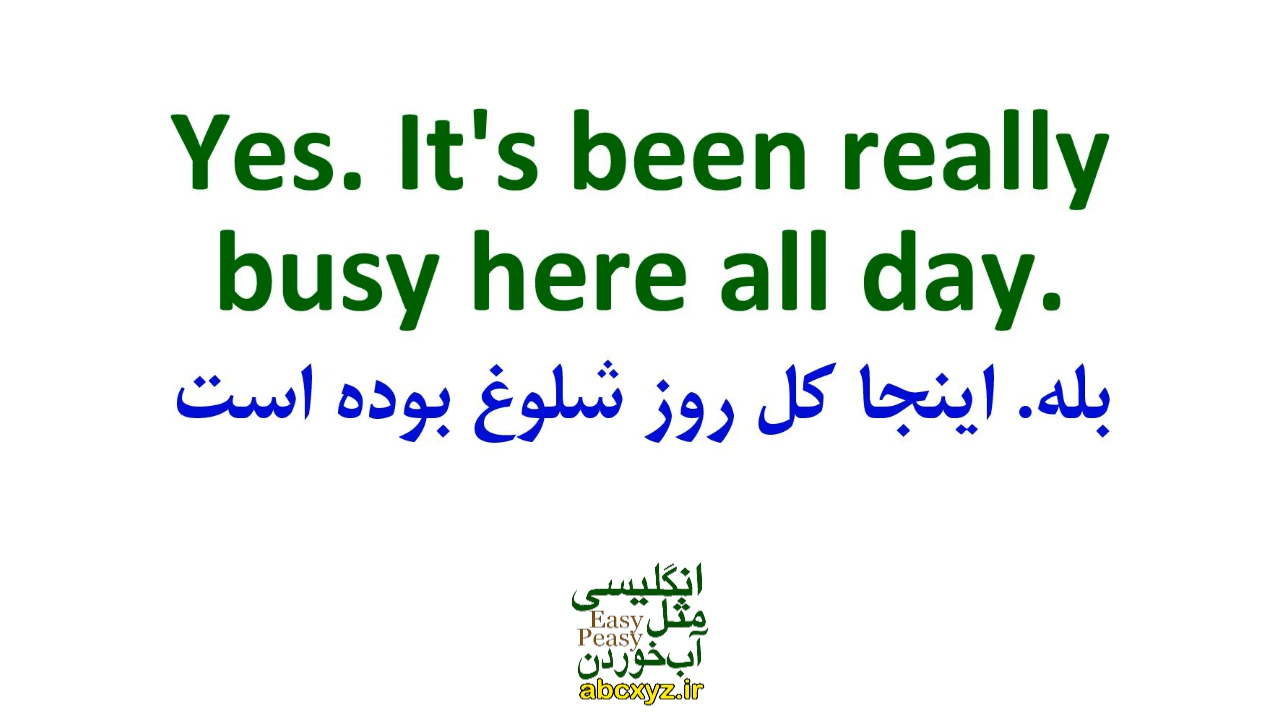 Yes. It's been really
busy here all day.
بله. اینجا کل روز شلوغ بوده است
انگلیسی
مثل
Easy
Peasy
آب‌خوردن
abcxyz.ir